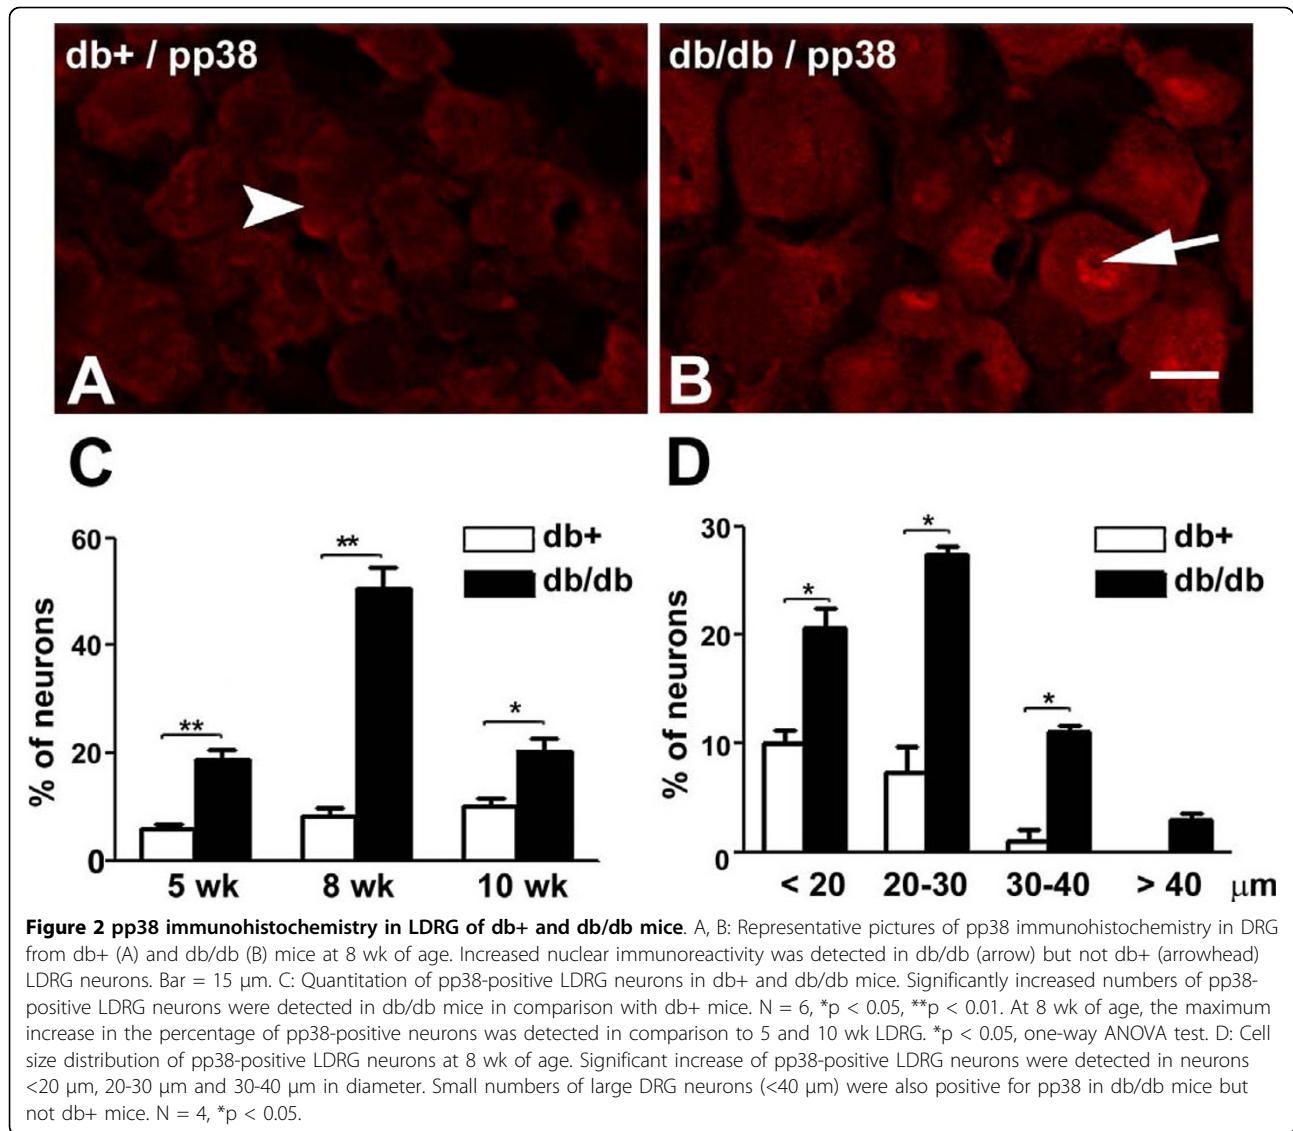 db+ / pp38
db/db / pp38
A
B
C
D
60
40
20
0
% of neurons
**
**
*
db+
db/db
5 wk
8 wk
10 wk
30
20
10
0
% of neurons
*
*
*
db+
db/db
< 20
20-30
30-40
> 40
µm
Figure 2 pp38 immunohistochemistry in LDRG of db+ and db/db mice. A, B: Representative pictures of pp38 immunohistochemistry in DRG
from db+ (A) and db/db (B) mice at 8 wk of age. Increased nuclear immunoreactivity was detected in db/db (arrow) but not db+ (arrowhead)
LDRG neurons. Bar = 15 µm. C: Quantitation of pp38-positive LDRG neurons in db+ and db/db mice. Significantly increased numbers of pp38-
positive LDRG neurons were detected in db/db mice in comparison with db+ mice. N = 6, *p < 0.05, **p < 0.01. At 8 wk of age, the maximum
increase in the percentage of pp38-positive neurons was detected in comparison to 5 and 10 wk LDRG. *p < 0.05, one-way ANOVA test. D: Cell
size distribution of pp38-positive LDRG neurons at 8 wk of age. Significant increase of pp38-positive LDRG neurons were detected in neurons
<20 µm, 20-30 µm and 30-40 µm in diameter. Small numbers of large DRG neurons (<40 µm) were also positive for pp38 in db/db mice but
not db+ mice. N = 4, *p < 0.05.